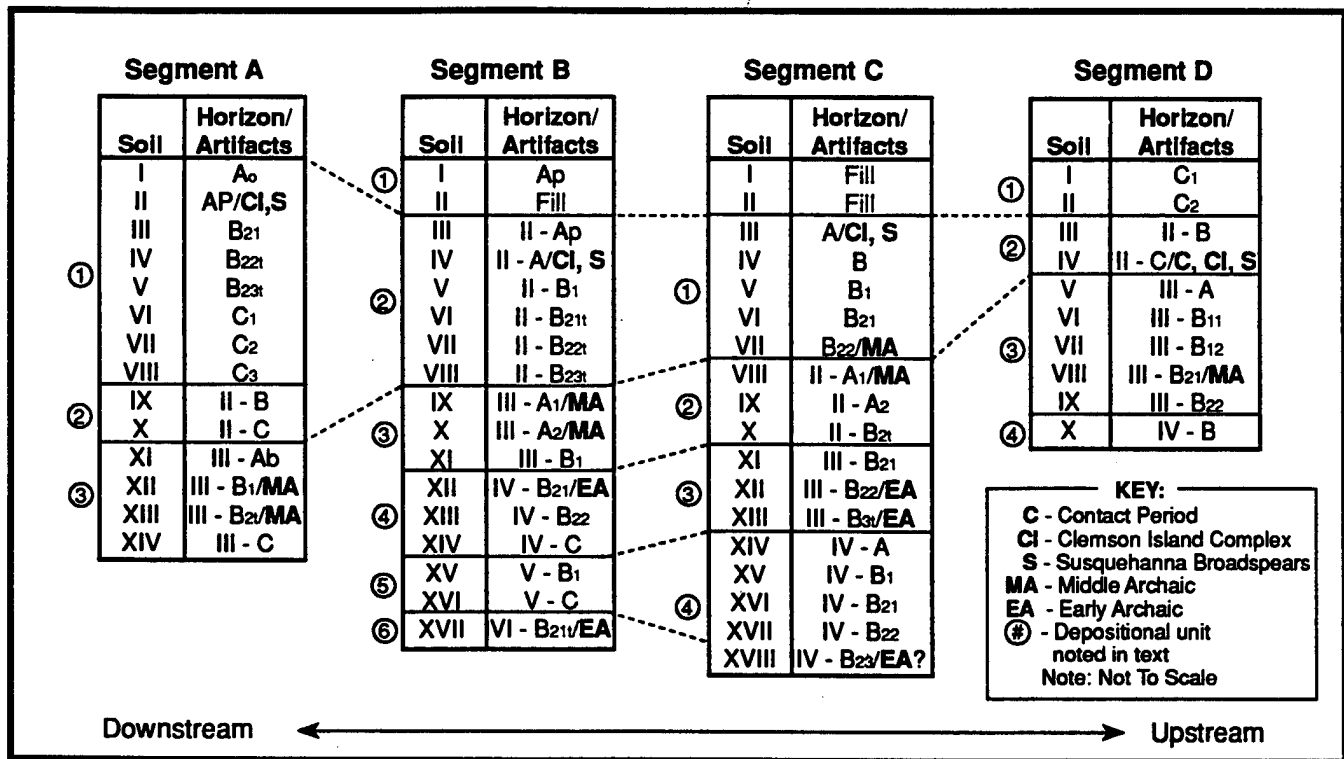 Segment A
Soil Horizon/ Artifacts
I A₀
II AP/CI,S
III B21
IV B22t
V B23t
VI C1
VII C2
VIII C3
IX II - B
X II - C
XI III - Ab
XII III - B1/MA
XIII III - B2t/MA
XIV III - C
①
②
③
Segment B
Soil Horizon/ Artifacts
I Ap
II Fill
III II - Ap
IV II - A/CI, S
V II - B1
VI II - B21t
VII II - B22t
VIII II - B23t
IX III - A1/MA
X III - A2/MA
XI III - B1
XII IV - B21/EA
XIII IV - B22
XIV IV - C
XV V - B1
XVI V - C
XVII VI - B21t/EA
①
②
③
④
⑤
⑥
Segment C
Soil Horizon/ Artifacts
I Fill
II Fill
III A/CI, S
IV B
V B1
VI B21
VII B22/MA
VIII II - A1/MA
IX II - A2
X II - B2t
XI III - B21
XII III - B22/EA
XIII III - B3t/EA
XIV IV - A
XV IV - B1
XVI IV - B21
XVII IV - B22
XVIII IV - B23/EA?
①
②
③
④
Segment D
Soil Horizon/ Artifacts
I C1
II C2
III II - B
IV II - C/C, CI, S
V III - A
VI III - B11
VII III - B12
VIII III - B21/MA
IX III - B22
X IV - B
①
②
③
④
KEY:
C - Contact Period
CI - Clemson Island Complex
S - Susquehanna Broadspears
MA - Middle Archaic
EA - Early Archaic
(#) - Depositional unit
noted in text
Note: Not To Scale
Downstream
Upstream